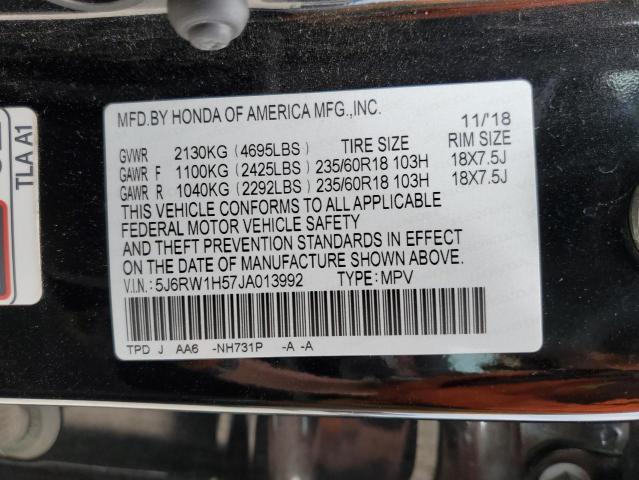 MFD.BY HONDA OF AMERICA MFG.,INC. 11/'18
GVWR 2130KG (4695LBS) TIRE SIZE RIM SIZE
GAWR F 1100KG (2425LBS) 235/60R18 103H 18X7.5J
GAWR R 1040KG (2292LBS) 235/60R18 103H 18X7.5J
THIS VEHICLE CONFORMS TO ALL APPLICABLE
FEDERAL MOTOR VEHICLE SAFETY
AND THEFT PREVENTION STANDARDS IN EFFECT
ON THE DATE OF MANUFACTURE SHOWN ABOVE.
V.I.N.: 5J6RW1H57JA013992 TYPE: MPV
TPD J AA6 -NH731P -A -A
TLA A1